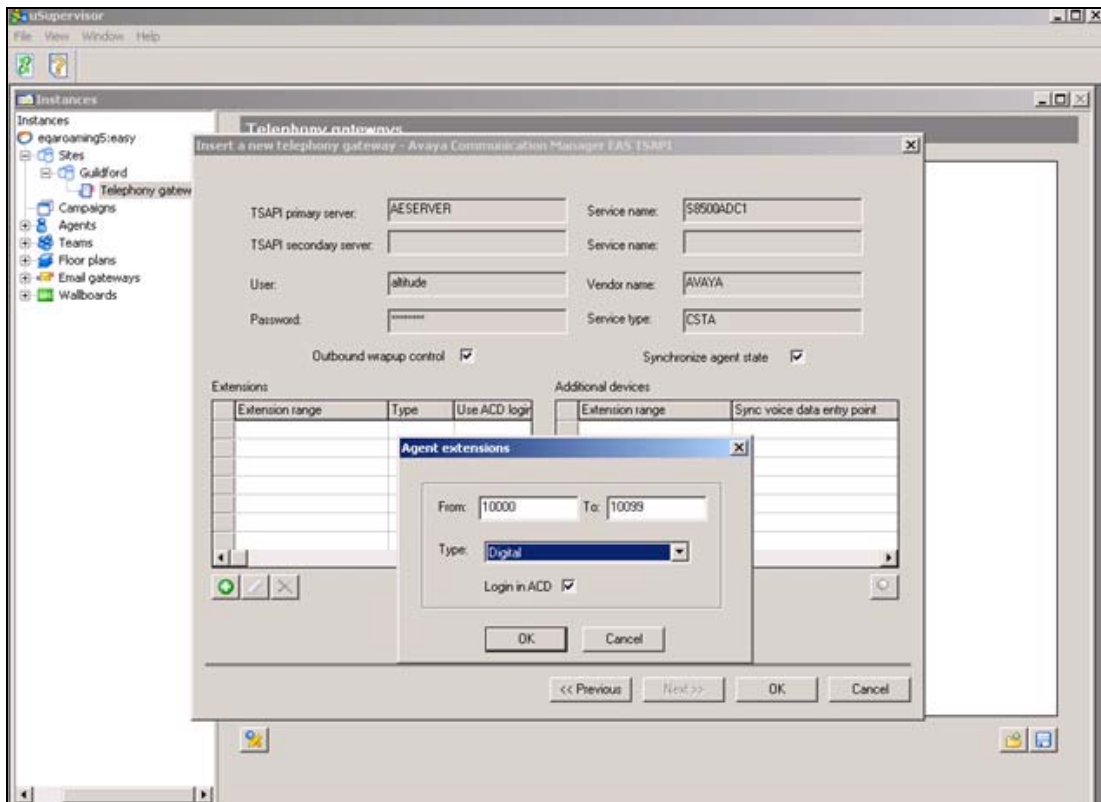 uSupervisor
File View Window Help
Instances
Instances
eqaroaming5:easy
Sites
Guildford
Telephony gatew
Campaigns
Agents
Teams
Floor plans
Email gateways
Wallboards
Telephony gateways
Insert a new telephony gateway - Avaya Communication Manager EAS TSAPI
TSAPI primary server: AESERVER Service name: S8500ADC1
TSAPI secondary server: Service name:
User: altitude Vendor name: AVAYA
Password: ******** Service type: CSTA
Outbound wrapup control Synchronize agent state
Extensions Additional devices
Extension range Type Use ACD login Extension range Sync voice data entry point
Agent extensions
From: 10000 To: 10099
Type: Digital
Login in ACD
OK Cancel
<< Previous Next >> OK Cancel